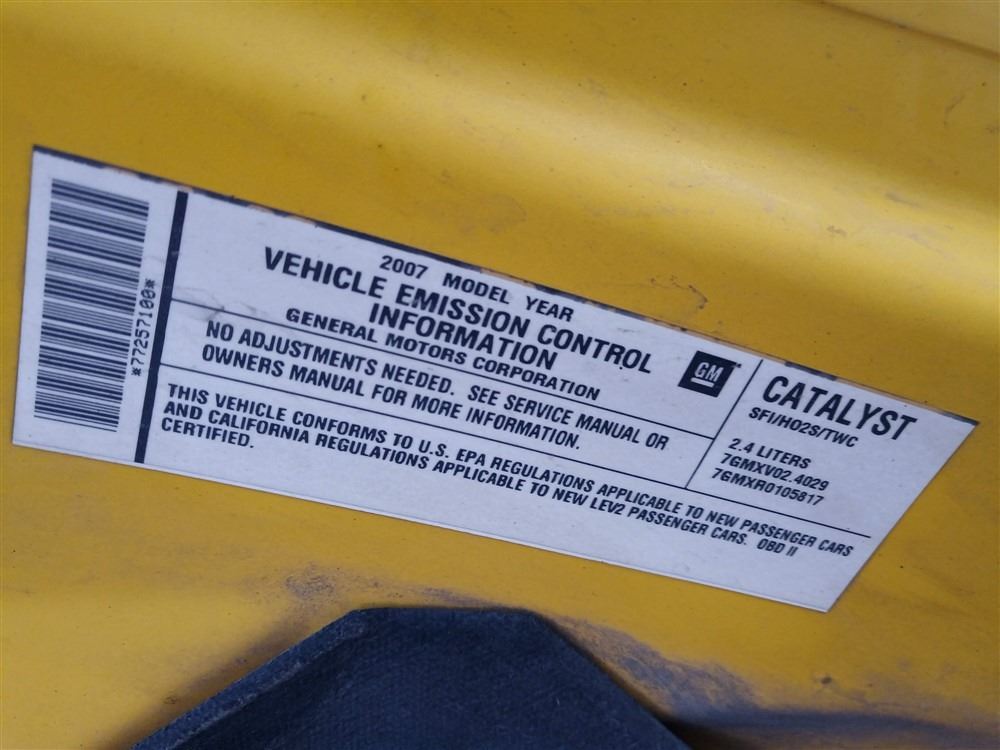 *77257100*
2007 MODEL YEAR
VEHICLE EMISSION CONTROL
INFORMATION
GENERAL MOTORS CORPORATION
GM
NO ADJUSTMENTS NEEDED. SEE SERVICE MANUAL OR
OWNERS MANUAL FOR MORE INFORMATION.
CATALYST
SFI/HO2S/TWC
2.4 LITERS
7GMXV02.4029
7GMXR0105817
THIS VEHICLE CONFORMS TO U.S. EPA REGULATIONS APPLICABLE TO NEW PASSENGER CARS
AND CALIFORNIA REGULATIONS APPLICABLE TO NEW LEV2 PASSENGER CARS. OBD II
CERTIFIED.